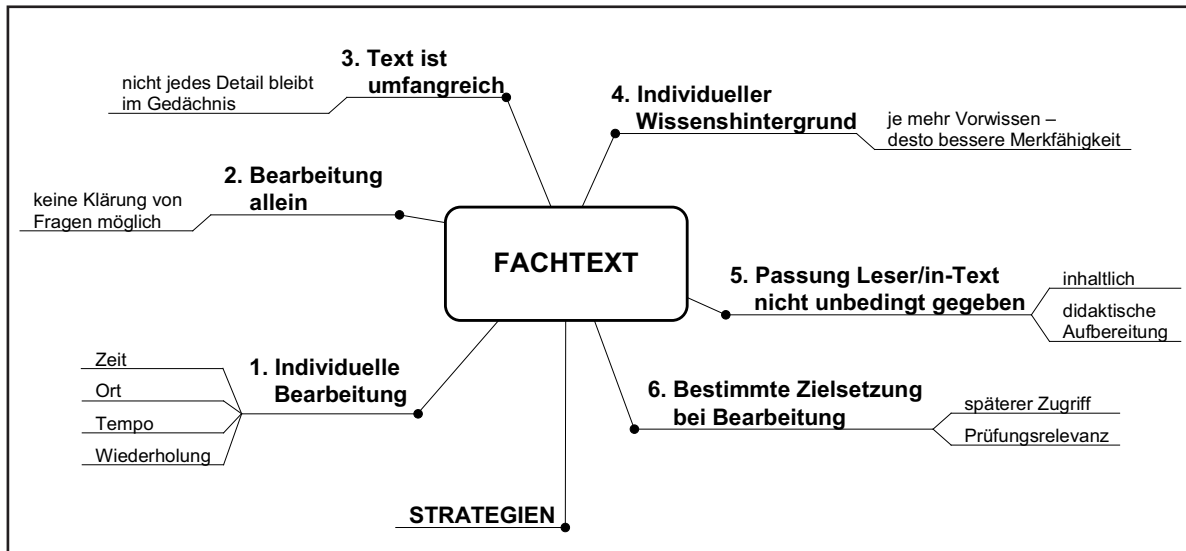 3. Text ist
umfangreich
nicht jedes Detail bleibt
im Gedächnis
4. Individueller
Wissenshintergrund
je mehr Vorwissen –
desto bessere Merkfähigkeit
2. Bearbeitung
allein
keine Klärung von
Fragen möglich
FACHTEXT
5. Passung Leser/in-Text
nicht unbedingt gegeben
inhaltlich
didaktische
Aufbereitung
1. Individuelle
Bearbeitung
Zeit
Ort
Tempo
Wiederholung
6. Bestimmte Zielsetzung
bei Bearbeitung
späterer Zugriff
Prüfungsrelevanz
STRATEGIEN